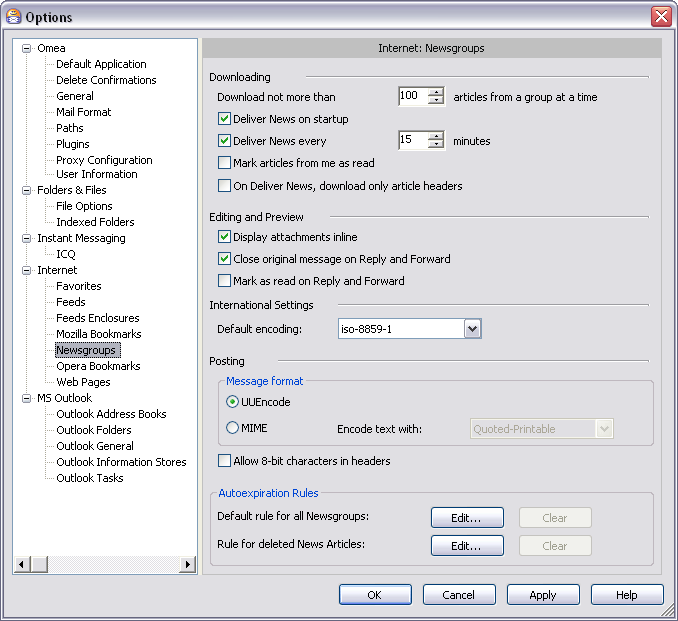 Options
Omea
Default Application
Delete Confirmations
General
Mail Format
Paths
Plugins
Proxy Configuration
User Information
Folders & Files
File Options
Indexed Folders
Instant Messaging
ICQ
Internet
Favorites
Feeds
Feeds Enclosures
Mozilla Bookmarks
Newsgroups
Opera Bookmarks
Web Pages
MS Outlook
Outlook Address Books
Outlook Folders
Outlook General
Outlook Information Stores
Outlook Tasks
Internet: Newsgroups
Downloading
Download not more than 100 articles from a group at a time
Deliver News on startup
Deliver News every 15 minutes
Mark articles from me as read
On Deliver News, download only article headers
Editing and Preview
Display attachments inline
Close original message on Reply and Forward
Mark as read on Reply and Forward
International Settings
Default encoding: iso-8859-1
Posting
Message format
UUEncode
MIME Encode text with: Quoted-Printable
Allow 8-bit characters in headers
Autoexpiration Rules
Default rule for all Newsgroups: Edit... Clear
Rule for deleted News Articles: Edit... Clear
OK Cancel Apply Help